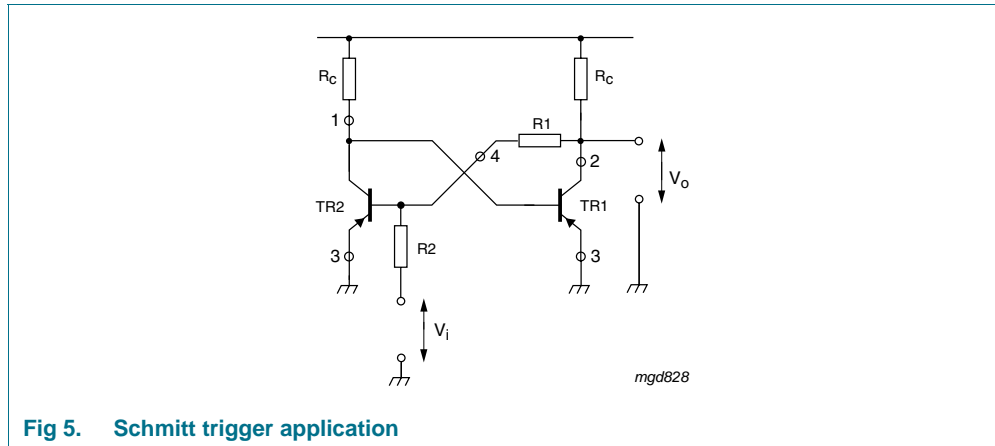 Rc
Rc
1
R1
4
2
Vo
TR2
TR1
R2
3
3
Vi
mgd828
Fig 5. Schmitt trigger application